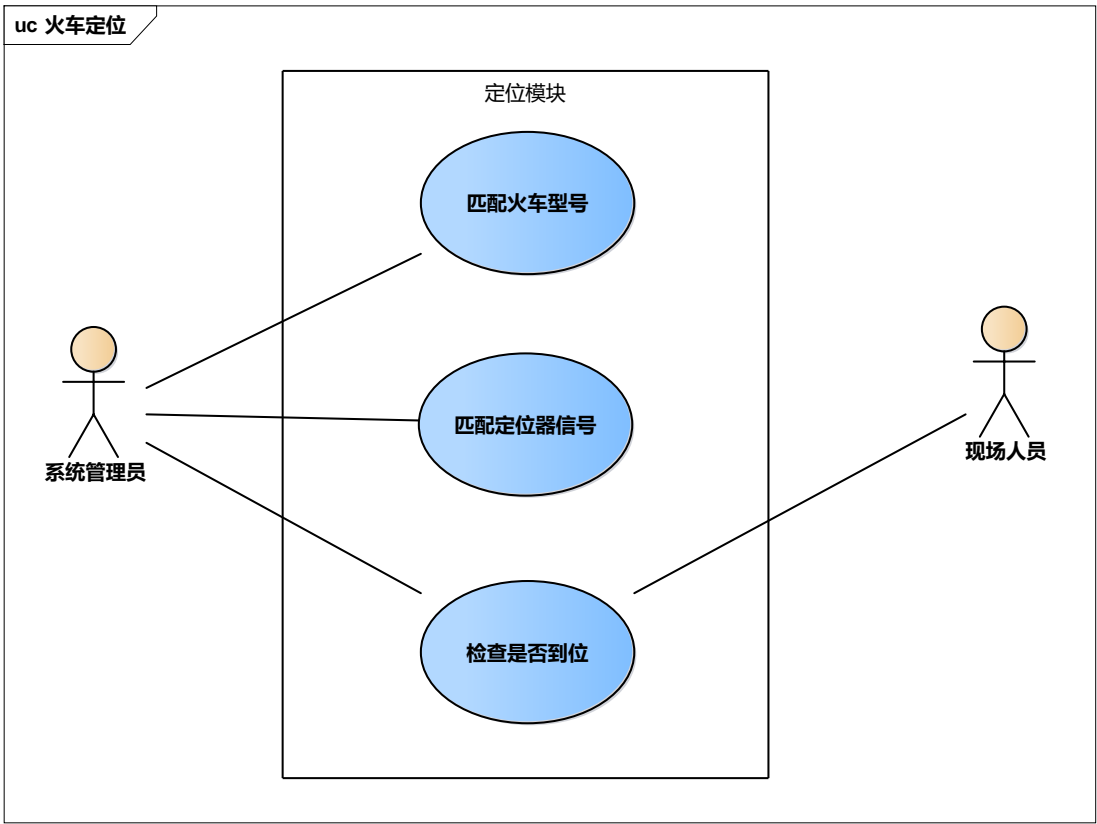 uc 火车定位
定位模块
匹配火车型号
匹配定位器信号
系统管理员
现场人员
检查是否到位